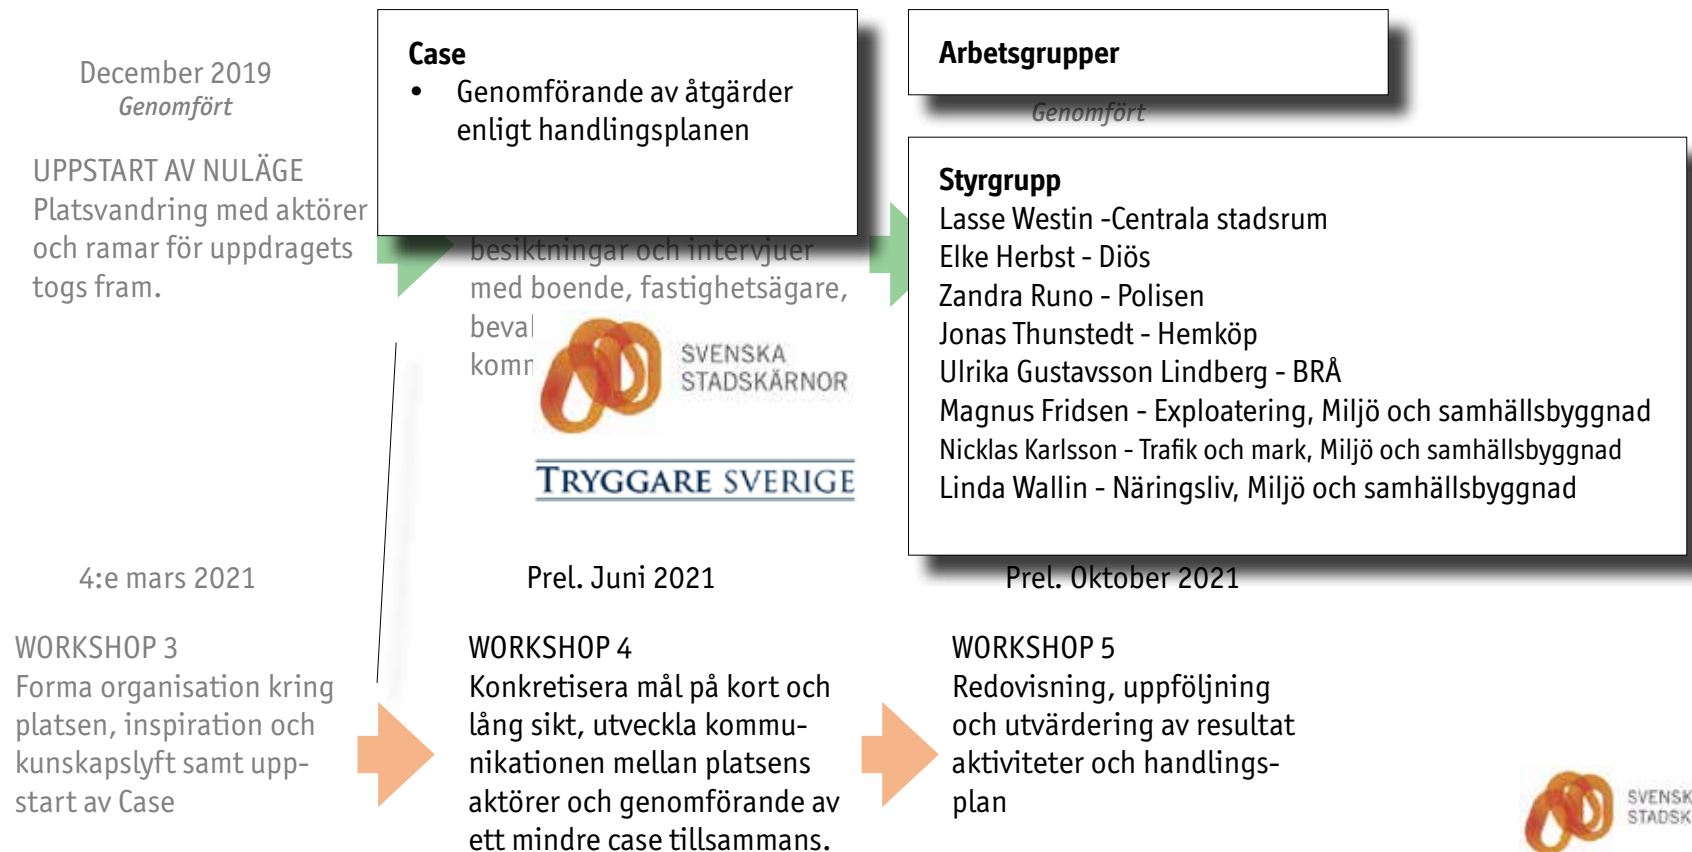 December 2019
Genomfört
UPPSTART AV NULÄGE
Platsvandring med aktörer
och ramar för uppdragets
togs fram.
Case
• Genomförande av åtgärder
enligt handlingsplanen
besiktningar och intervjuer
med boende, fastighetsägare,
Arbetsgrupper
Genomfört
Styrgrupp
Lasse Westin -Centrala stadsrum
Elke Herbst - Diös
Zandra Runo - Polisen
Jonas Thunstedt - Hemköp
Ulrika Gustavsson Lindberg - BRÅ
Magnus Fridsen - Exploatering, Miljö och samhällsbyggnad
Nicklas Karlsson - Trafik och mark, Miljö och samhällsbyggnad
Linda Wallin - Näringsliv, Miljö och samhällsbyggnad
SVENSKA
STADSKÄRNOR
TRYGGARE SVERIGE
4:e mars 2021
WORKSHOP 3
Forma organisation kring
platsen, inspiration och
kunskapslyft samt upp-
start av Case
Prel. Juni 2021
WORKSHOP 4
Konkretisera mål på kort och
lång sikt, utveckla kommu-
nikationen mellan platsens
aktörer och genomförande av
ett mindre case tillsammans.
Prel. Oktober 2021
WORKSHOP 5
Redovisning, uppföljning
och utvärdering av resultat
aktiviteter och handlings-
plan
SVENSK
STADSK